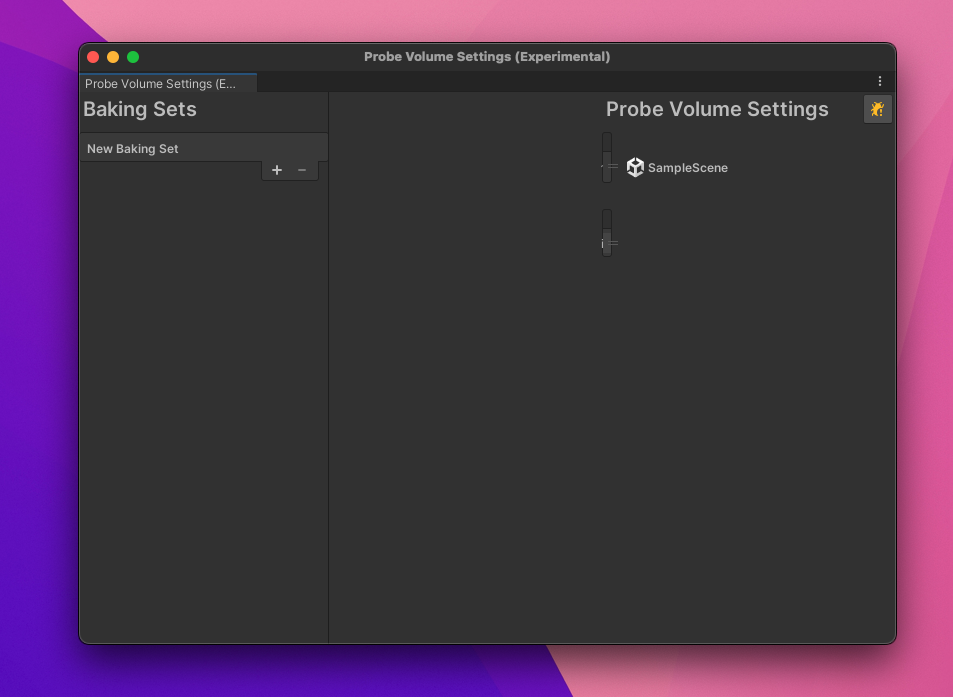 Probe Volume Settings (Experimental)
Probe Volume Settings (E...
Baking Sets
Probe Volume Settings
New Baking Set
+ −
SampleScene
i